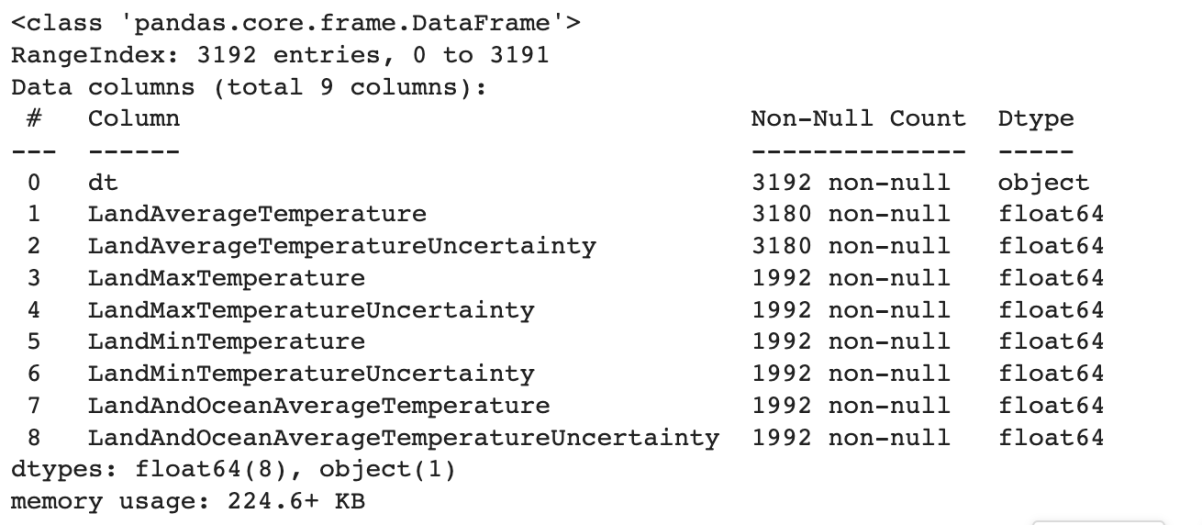 <class 'pandas.core.frame.DataFrame'>
RangeIndex: 3192 entries, 0 to 3191
Data columns (total 9 columns):
 #   Column                                     Non-Null Count  Dtype
---  ------                                     --------------  -----
 0   dt                                         3192 non-null   object
 1   LandAverageTemperature                     3180 non-null   float64
 2   LandAverageTemperatureUncertainty          3180 non-null   float64
 3   LandMaxTemperature                         1992 non-null   float64
 4   LandMaxTemperatureUncertainty              1992 non-null   float64
 5   LandMinTemperature                         1992 non-null   float64
 6   LandMinTemperatureUncertainty              1992 non-null   float64
 7   LandAndOceanAverageTemperature             1992 non-null   float64
 8   LandAndOceanAverageTemperatureUncertainty  1992 non-null   float64
dtypes: float64(8), object(1)
memory usage: 224.6+ KB